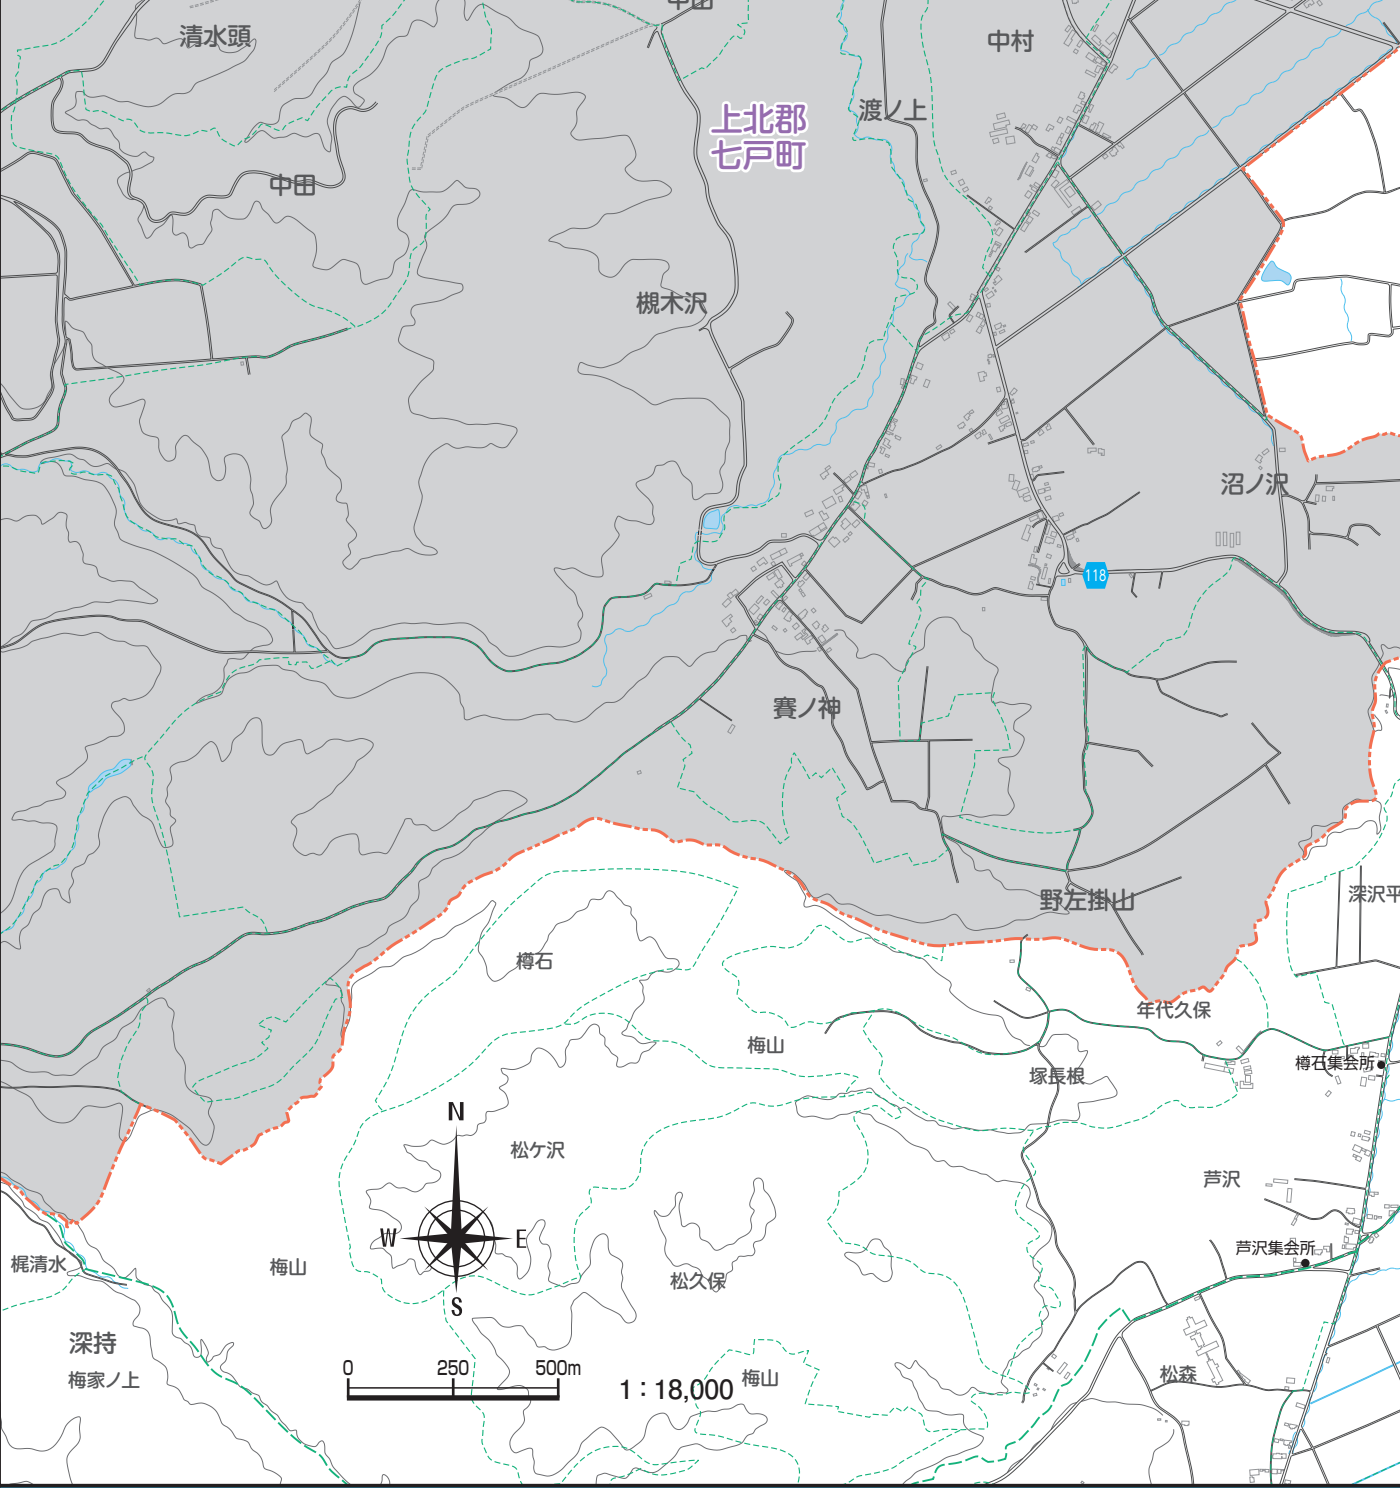 中田
清水頭
中村
上北郡
七戸町
渡ノ上
中田
槻木沢
沼ノ沢
118
賽ノ神
野左掛山
深沢平
樽石
年代久保
梅山
樽石集会所
塚長根
N
松ケ沢
芦沢
W
E
芦沢集会所
梶清水
梅山
松久保
S
深持
0 250 500m
松森
梅家ノ上
1:18,000
梅山